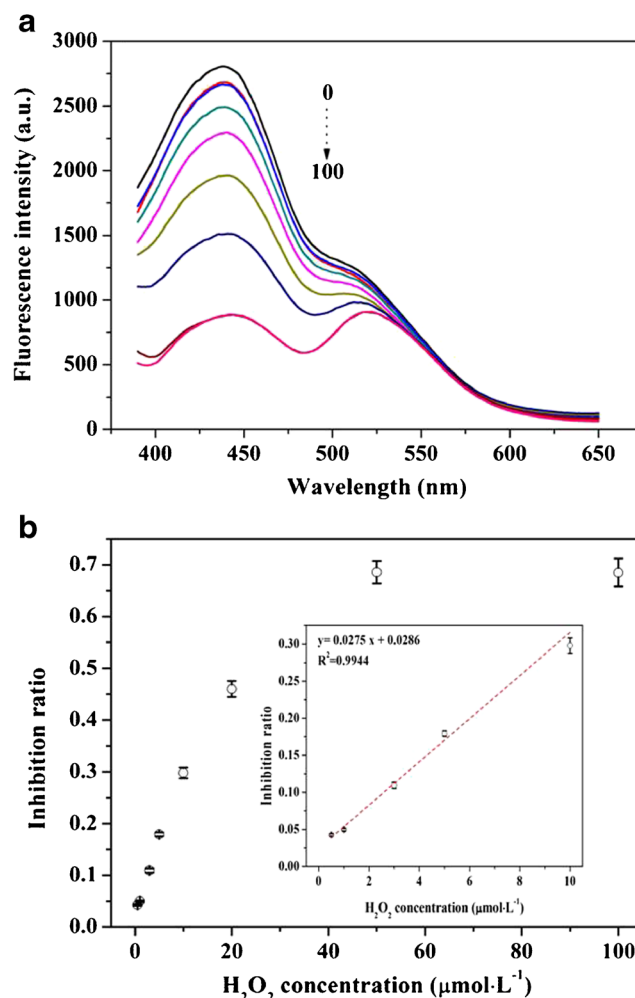 a
3000
2500
2000
1500
1000
500
0
Fluorescence intensity (a.u.)
0
100
400 450 500 550 600 650
Wavelength (nm)
b
0.7
0.6
0.5
0.4
0.3
0.2
0.1
0.0
Inhibition ratio
0 20 40 60 80 100
H₂O₂ concentration (μmol·L⁻¹)
y= 0.0275 x + 0.0286
R²=0.9944
0.30
0.25
0.20
0.15
0.10
0.05
0.00
Inhibition ratio
0 2 4 6 8 10
H₂O₂ concentration (μmol·L⁻¹)